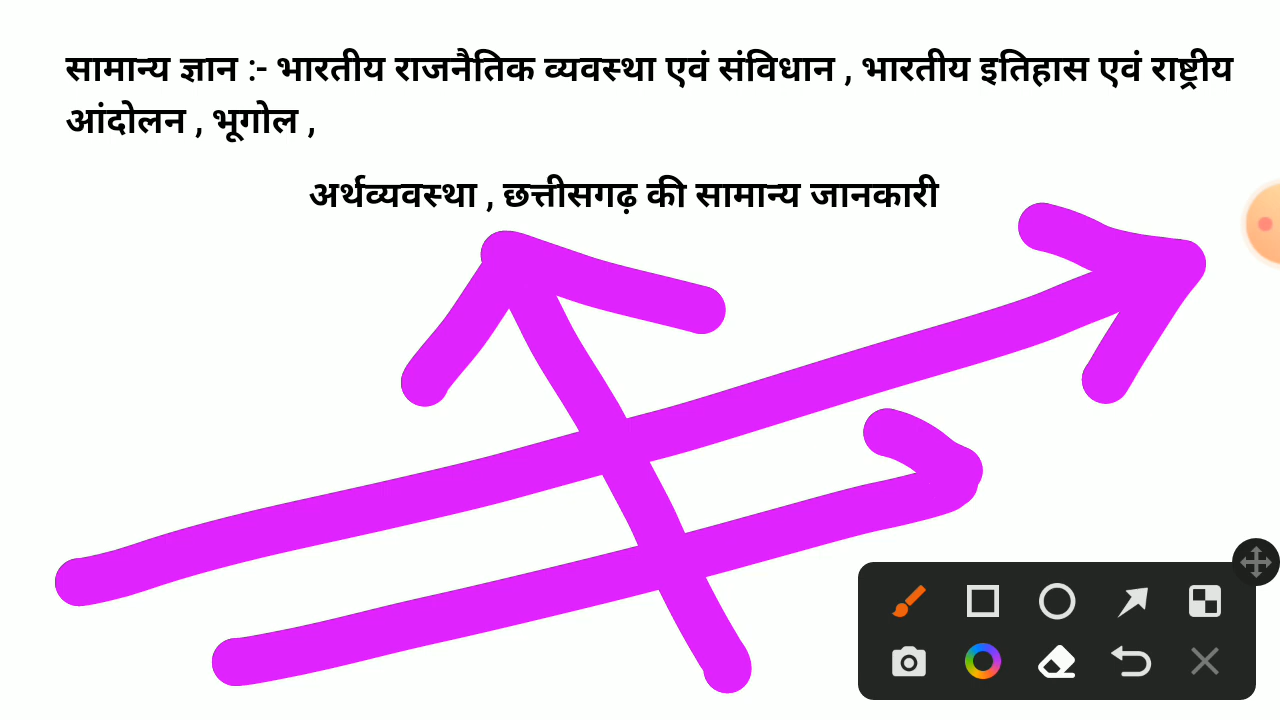 सामान्य ज्ञान :- भारतीय राजनैतिक व्यवस्था एवं संविधान , भारतीय इतिहास एवं राष्ट्रीय
आंदोलन , भूगोल ,
अर्थव्यवस्था , छत्तीसगढ़ की सामान्य जानकारी